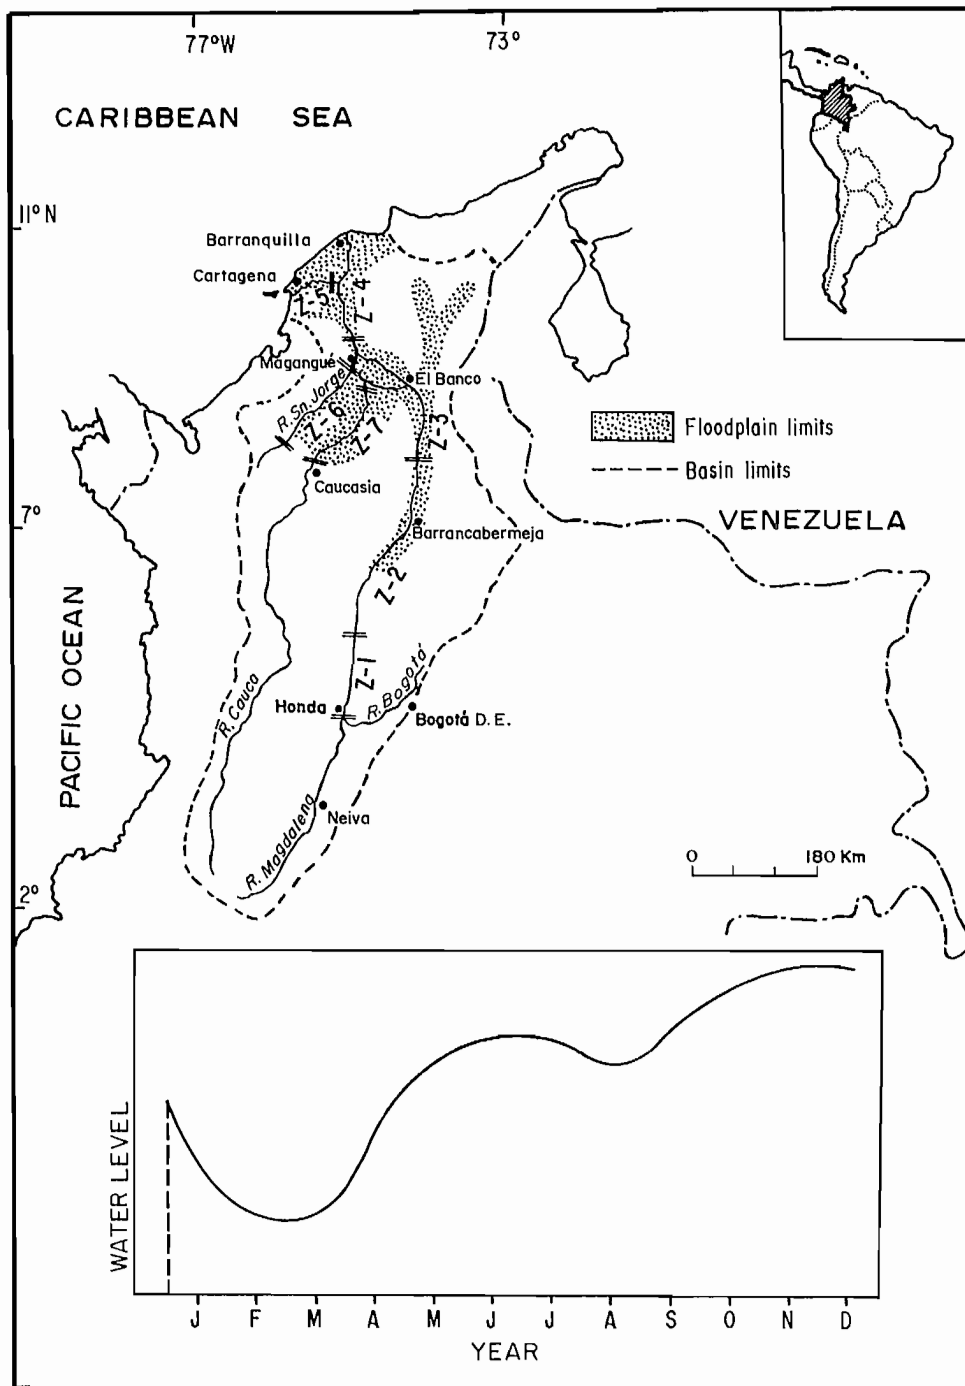 77°W
73°
CARIBBEAN SEA
11° N
Barranquilla
Cartagena
Z-5
Z-4
Magangué
El Banco
R. Sn. Jorge
Z-6
Z-7
Z-3
Floodplain limits
Basin limits
Caucasia
7°
VENEZUELA
Barrancabermeja
Z-2
PACIFIC OCEAN
Z-1
R. Bogotá
Honda
Bogotá D. E.
R. Cauca
R. Magdalena
Neiva
0 180 Km
2°
WATER LEVEL
J F M A M J J A S O N D
YEAR